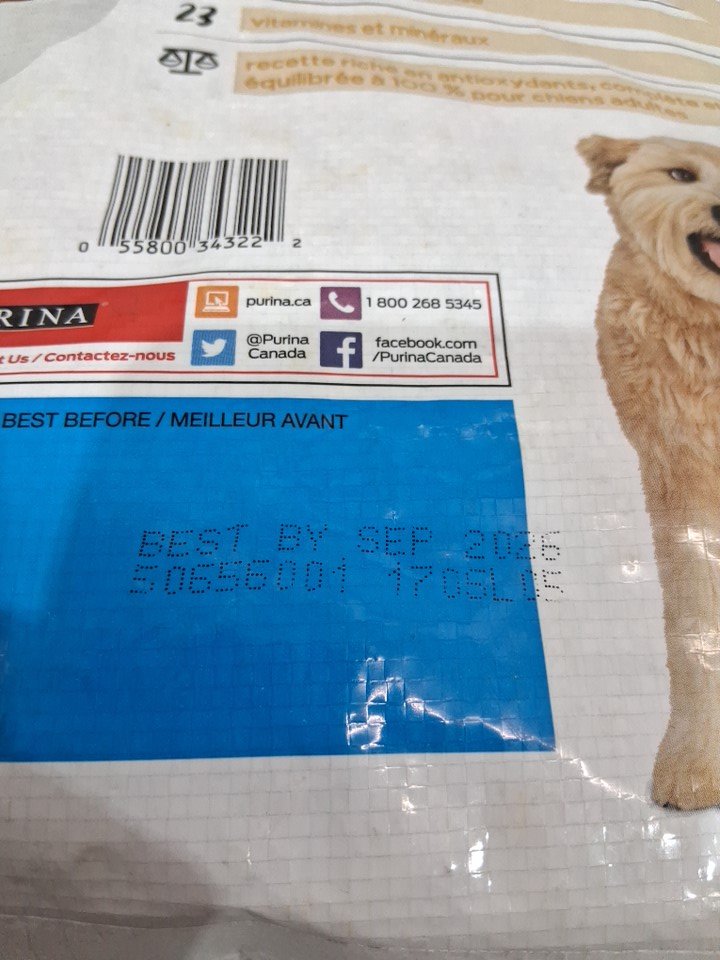 23 vitamines et minéraux
recette riche en antioxydants, complète et
équilibrée à 100 % pour chiens adultes
0 55800 34322 2
RINA
purina.ca
1 800 268 5345
t Us / Contactez-nous
@Purina
Canada
facebook.com
/PurinaCanada
BEST BEFORE / MEILLEUR AVANT
BEST BY SEP 2026
50656001 1705L05